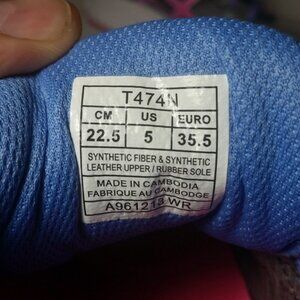 T474N
CM US EURO
22.5 5 35.5
SYNTHETIC FIBER & SYNTHETIC
LEATHER UPPER / RUBBER SOLE
MADE IN CAMBODIA
FABRIQUE AU CAMBODGE
A961213 WR